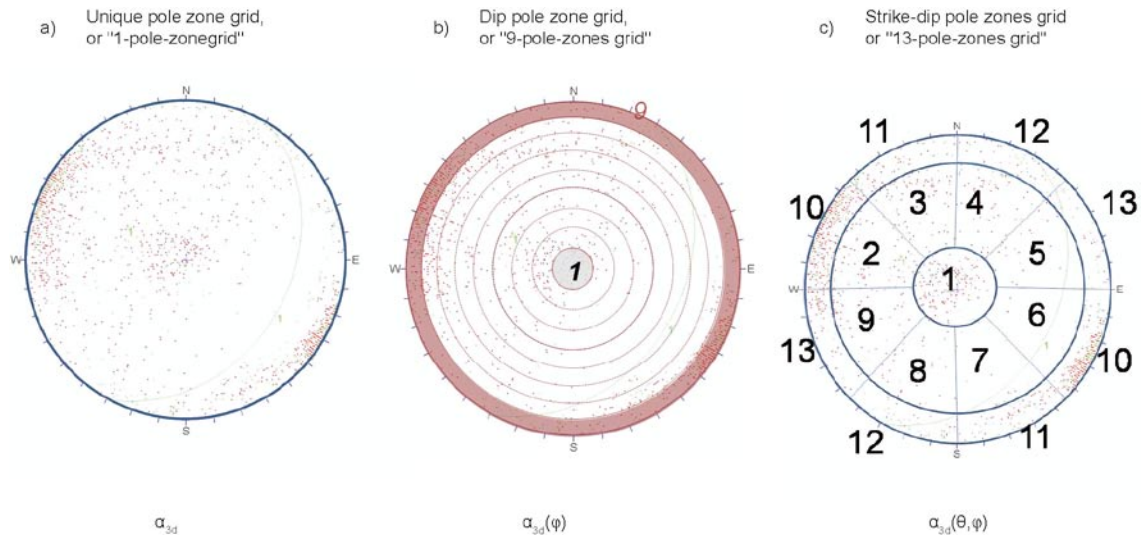 a)
Unique pole zone grid,
or "1-pole-zonegrid"
b)
Dip pole zone grid,
or "9-pole-zones grid"
c)
Strike-dip pole zones grid
or "13-pole-zones grid"
N
W
E
S
N
9
W
1
E
S
N
11
12
10
3
4
13
2
5
1
W
E
9
6
13
8
7
10
12
11
S
α3d
α3d(φ)
α3d(θ,φ)